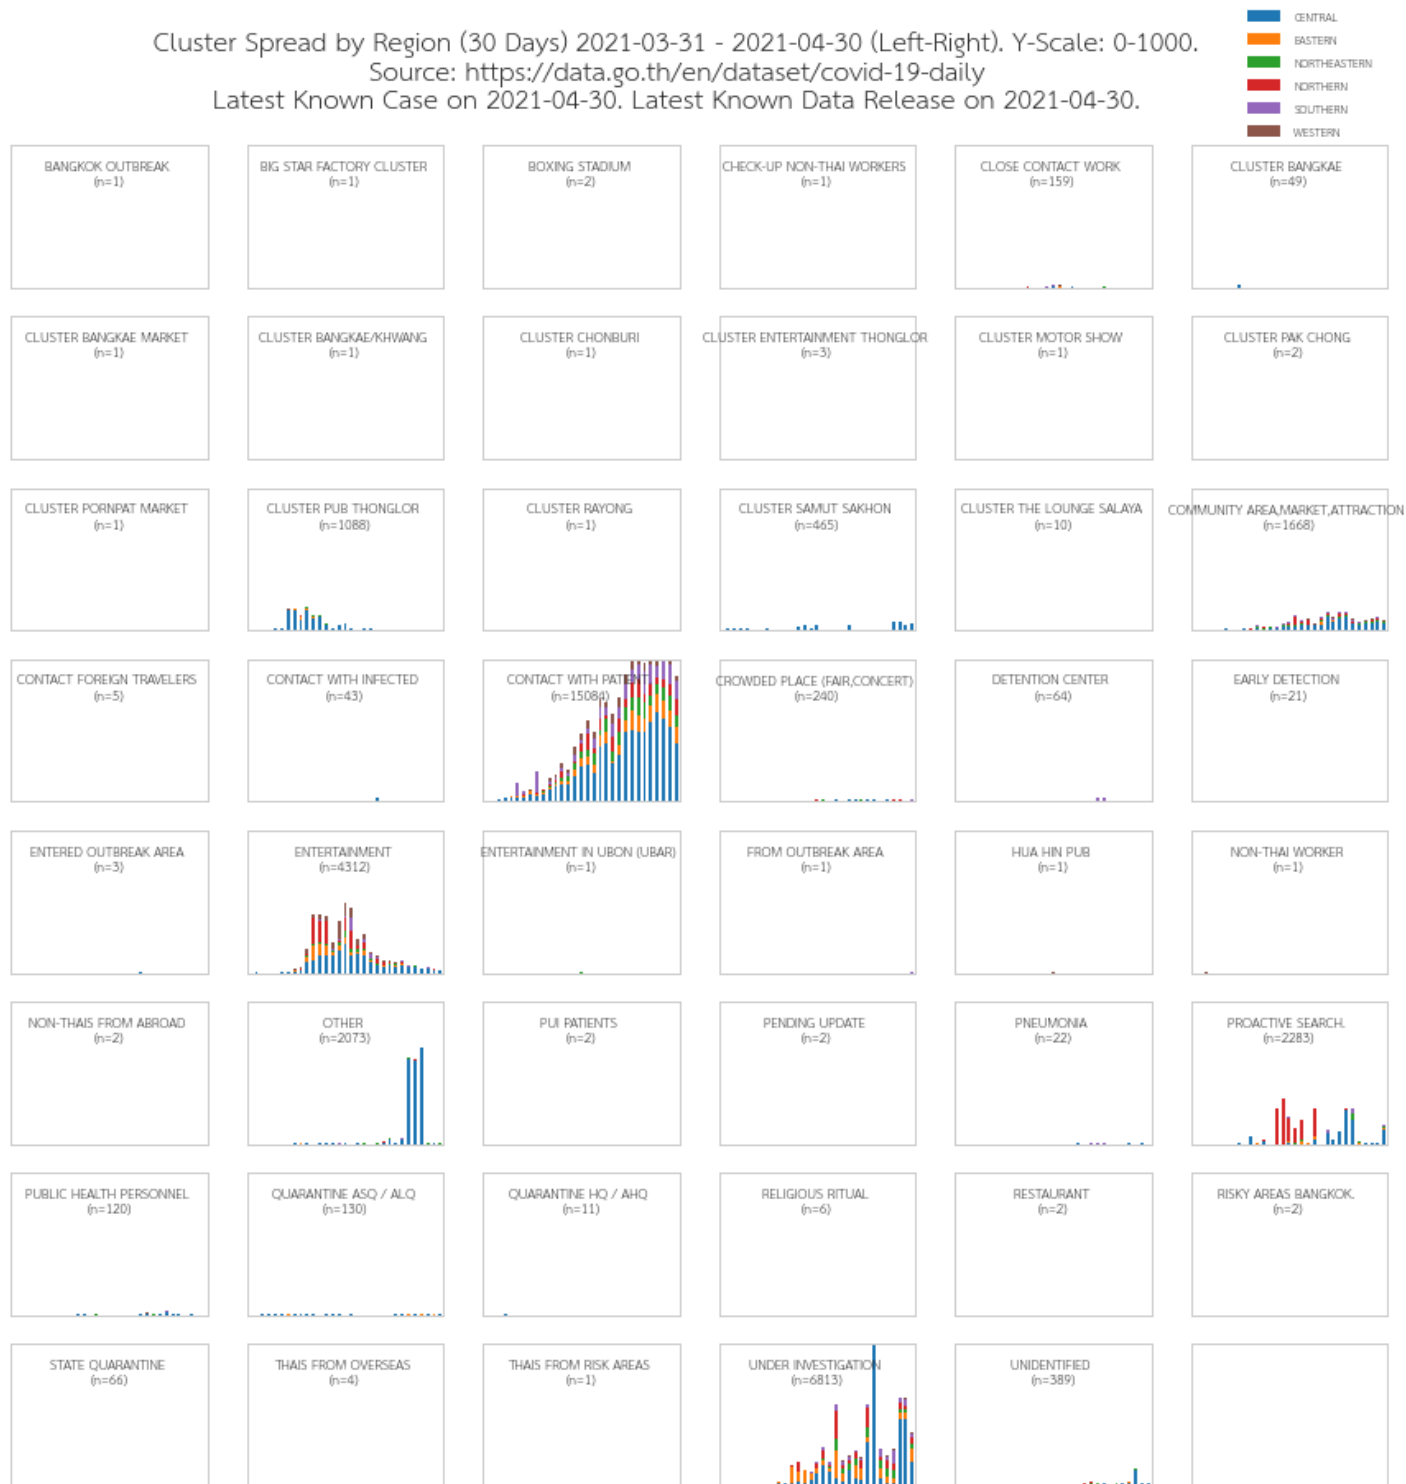 Cluster Spread by Region (30 Days) 2021-03-31 - 2021-04-30 (Left-Right). Y-Scale: 0-1000.
Source: https://data.go.th/en/dataset/covid-19-daily
Latest Known Case on 2021-04-30. Latest Known Data Release on 2021-04-30.
CENTRAL
EASTERN
NORTHEASTERN
NORTHERN
SOUTHERN
WESTERN
BANGKOK OUTBREAK
(n=1)
BIG STAR FACTORY CLUSTER
(n=1)
BOXING STADIUM
(n=2)
CHECK-UP NON-THAI WORKERS
(n=1)
CLOSE CONTACT WORK
(n=159)
CLUSTER BANGKAE
(n=49)
CLUSTER BANGKAE MARKET
(n=1)
CLUSTER BANGKAE/KHWANG
(n=1)
CLUSTER CHONBURI
(n=1)
CLUSTER ENTERTAINMENT THONGLOR
(n=3)
CLUSTER MOTOR SHOW
(n=1)
CLUSTER PAK CHONG
(n=2)
CLUSTER PORNPAT MARKET
(n=1)
CLUSTER PUB THONGLOR
(n=1088)
CLUSTER RAYONG
(n=1)
CLUSTER SAMUT SAKHON
(n=465)
CLUSTER THE LOUNGE SALAYA
(n=10)
COMMUNITY AREA,MARKET,ATTRACTION
(n=1668)
CONTACT FOREIGN TRAVELERS
(n=5)
CONTACT WITH INFECTED
(n=43)
CONTACT WITH PATIENT
(n=15084)
CROWDED PLACE (FAIR,CONCERT)
(n=240)
DETENTION CENTER
(n=64)
EARLY DETECTION
(n=21)
ENTERED OUTBREAK AREA
(n=3)
ENTERTAINMENT
(n=4312)
ENTERTAINMENT IN UBON (UBAR)
(n=1)
FROM OUTBREAK AREA
(n=1)
HUA HIN PUB
(n=1)
NON-THAI WORKER
(n=1)
NON-THAIS FROM ABROAD
(n=2)
OTHER
(n=2073)
PUI PATIENTS
(n=2)
PENDING UPDATE
(n=2)
PNEUMONIA
(n=22)
PROACTIVE SEARCH.
(n=2283)
PUBLIC HEALTH PERSONNEL
(n=120)
QUARANTINE ASQ / ALQ
(n=130)
QUARANTINE HQ / AHQ
(n=11)
RELIGIOUS RITUAL
(n=6)
RESTAURANT
(n=2)
RISKY AREAS BANGKOK.
(n=2)
STATE QUARANTINE
(n=66)
THAIS FROM OVERSEAS
(n=4)
THAIS FROM RISK AREAS
(n=1)
UNDER INVESTIGATION
(n=6813)
UNIDENTIFIED
(n=389)